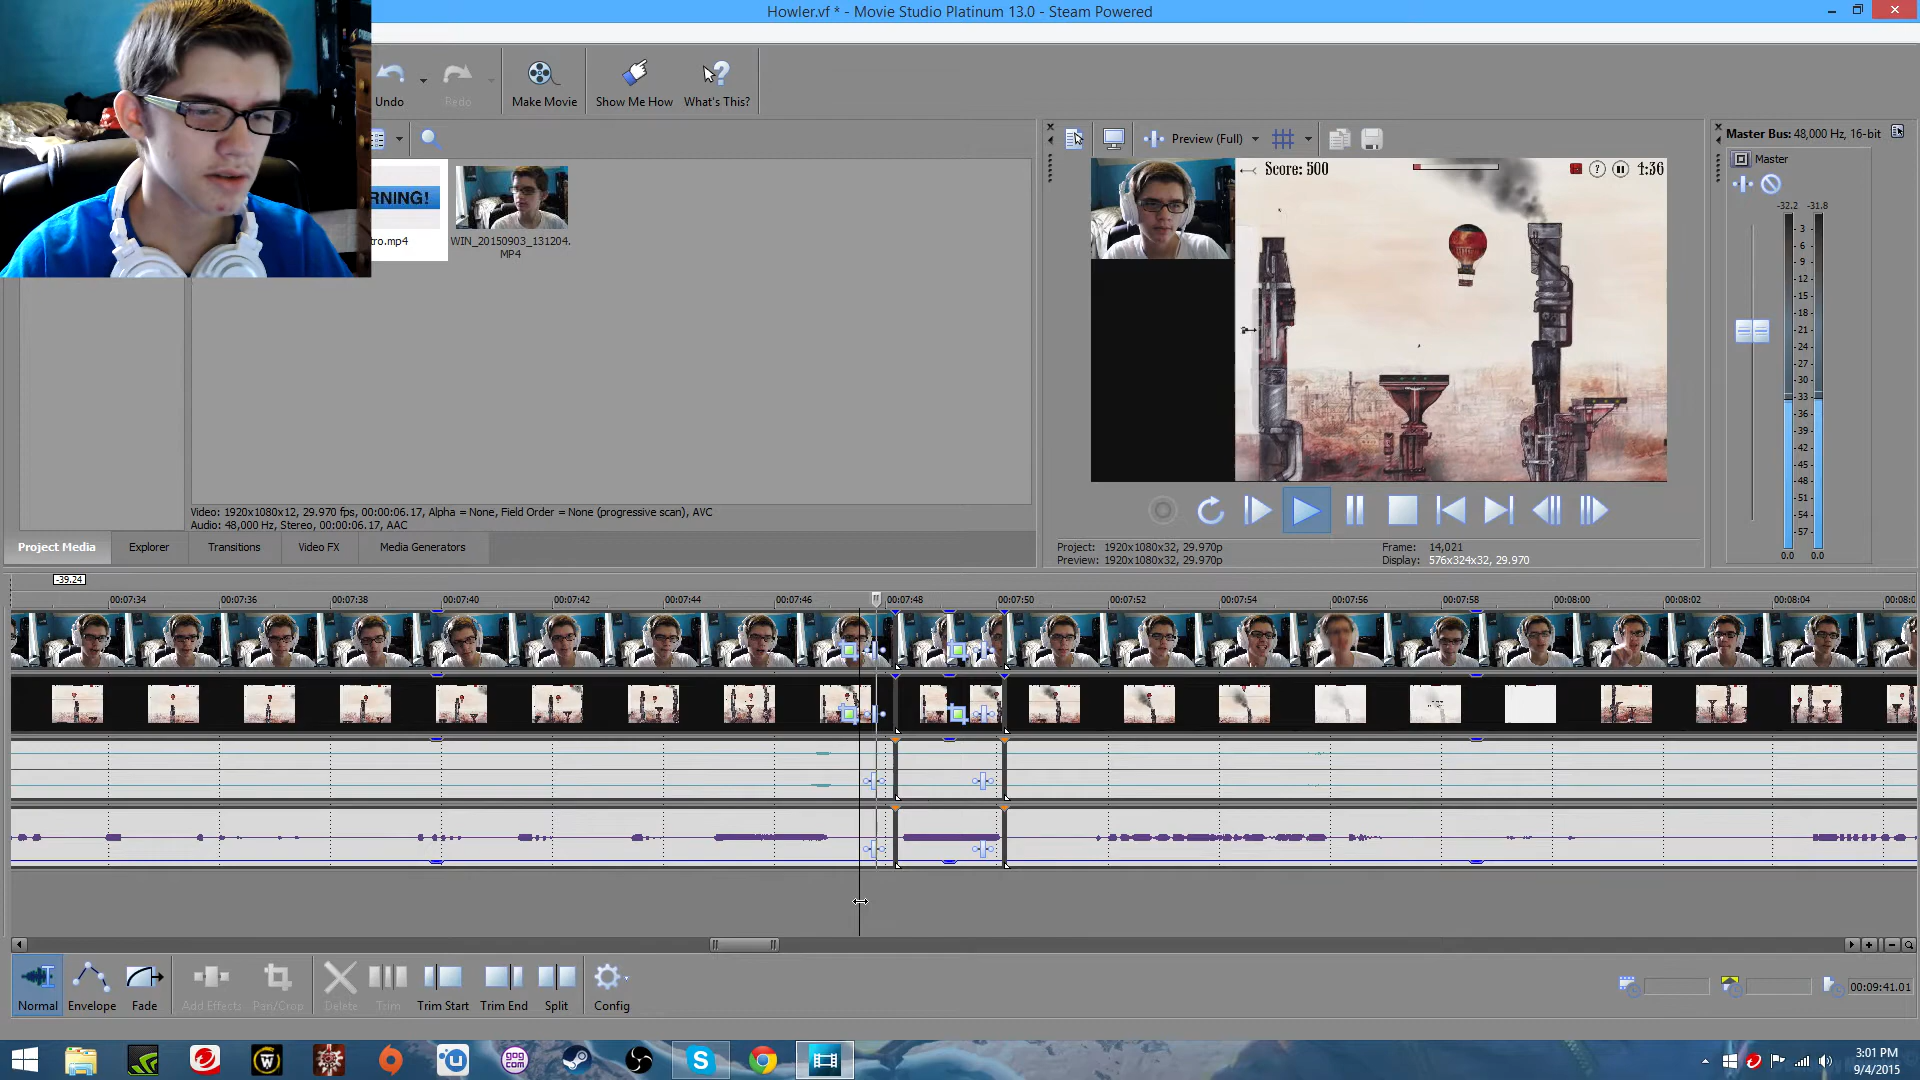 Howler.vf * - Movie Studio Platinum 13.0 - Steam Powered
Undo
Redo
Make Movie
Show Me How
What's This?
Preview (Full)
Master Bus: 48,000 Hz, 16-bit
Master
-32.2 -31.8
3
6
9
12
15
18
21
24
27
30
33
36
39
42
45
48
51
54
57
0.0 0.0
RNING!
tro.mp4
WIN_20150903_131204.
MP4
Score: 500
4:36
Video: 1920x1080x12, 29.970 fps, 00:00:06.17, Alpha = None, Field Order = None (progressive scan), AVC
Audio: 48,000 Hz, Stereo, 00:00:06.17, AAC
Project Media
Explorer
Transitions
Video FX
Media Generators
Project: 1920x1080x32, 29.970p
Preview: 1920x1080x32, 29.970p
Frame: 14,021
Display: 576x324x32, 29.970
-39.24
00:07:34 00:07:36 00:07:38 00:07:40 00:07:42 00:07:44 00:07:46 00:07:48 00:07:50 00:07:52 00:07:54 00:07:56 00:07:58 00:08:00 00:08:02 00:08:04 00:08:0
Normal
Envelope
Fade
Add Effects
Pan/Crop
Delete
Trim
Trim Start
Trim End
Split
Config
00:09:41.01
GOG
COM
3:01 PM
9/4/2015